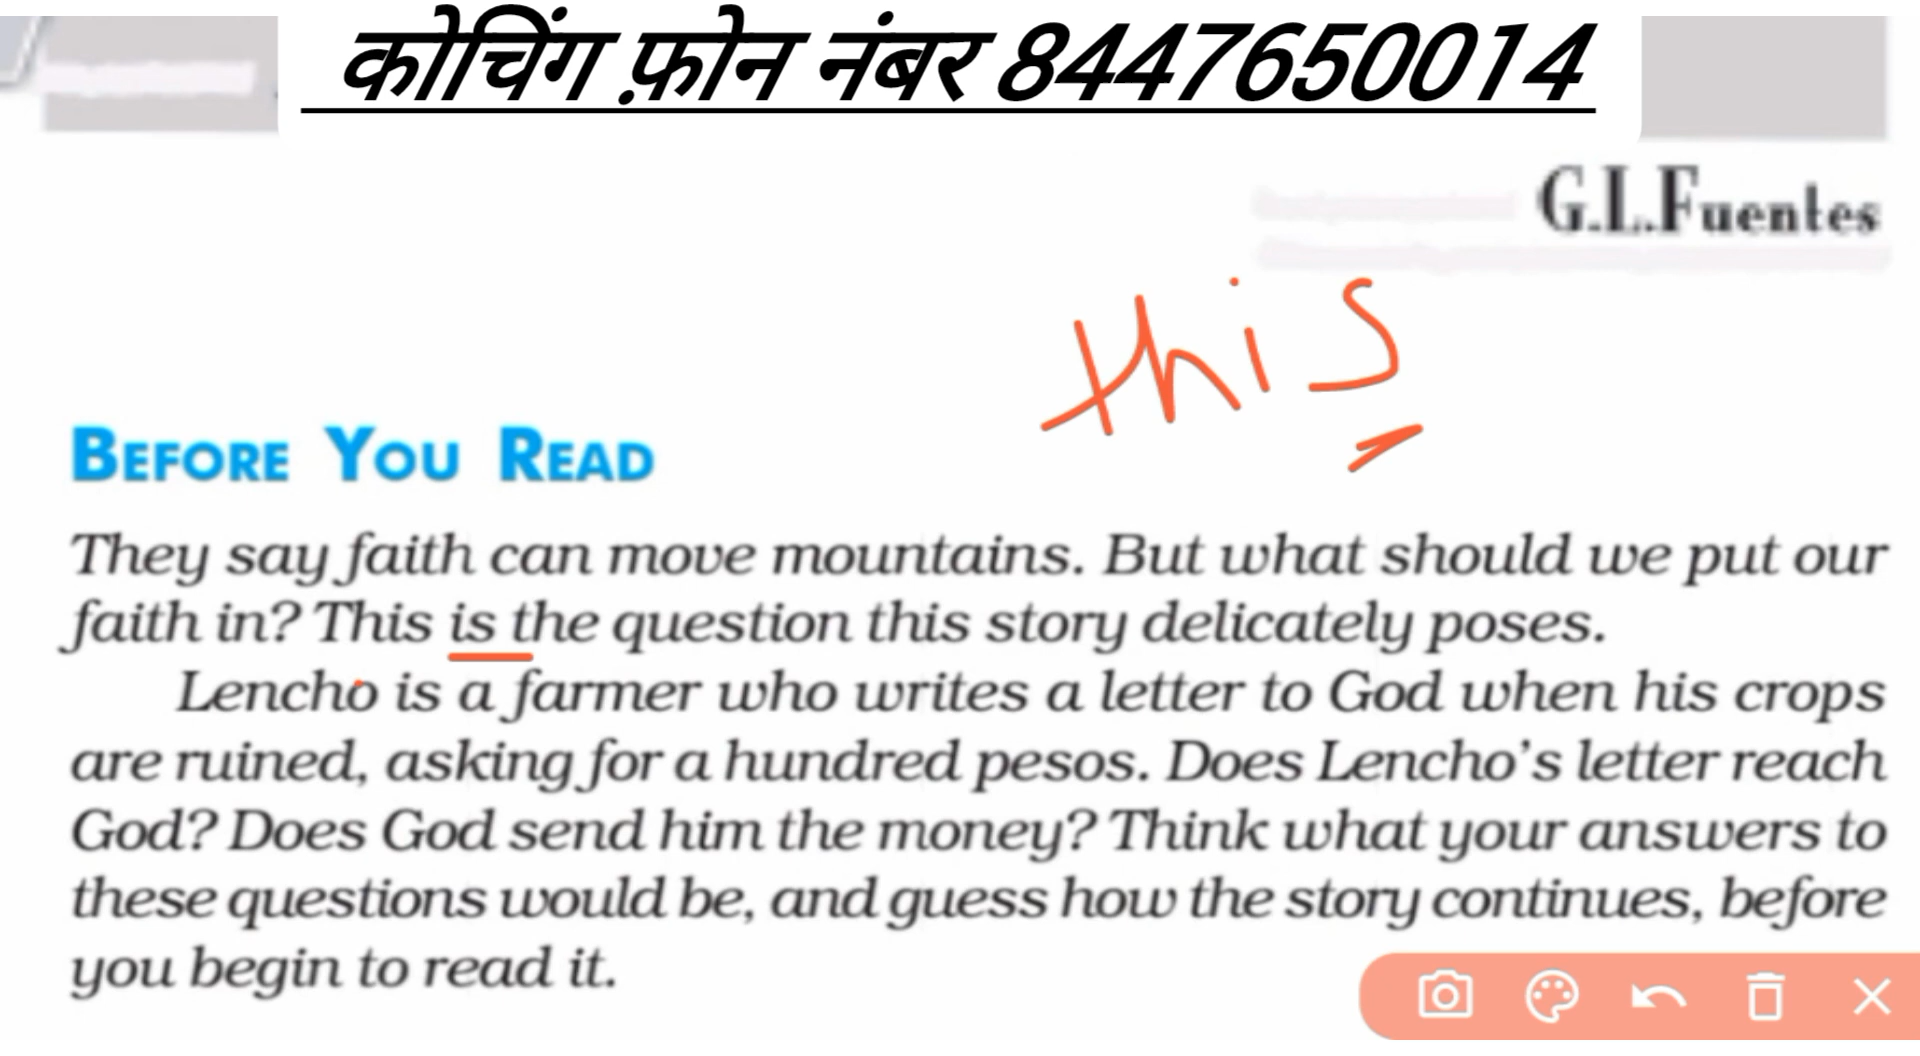 कोचिंग फ़ोन नंबर 8447650014
G.L.Fuentes
this
BEFORE YOU READ
They say faith can move mountains. But what should we put our
faith in? This is the question this story delicately poses.
Lencho is a farmer who writes a letter to God when his crops
are ruined, asking for a hundred pesos. Does Lencho's letter reach
God? Does God send him the money? Think what your answers to
these questions would be, and guess how the story continues, before
you begin to read it.